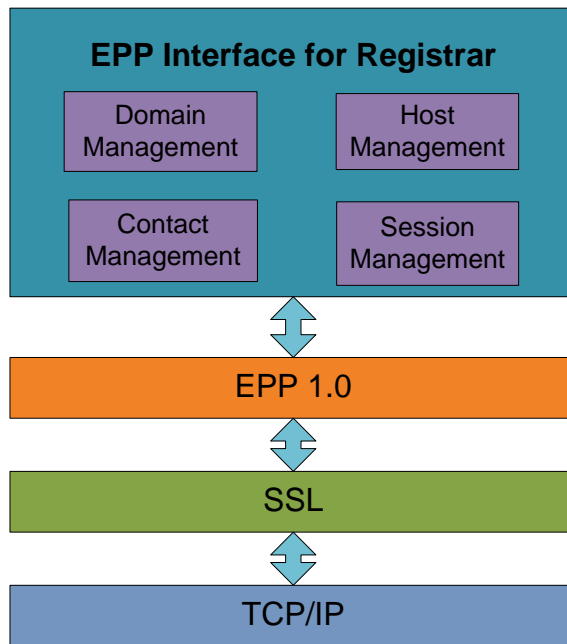 EPP Interface for Registrar
Domain
Management
Host
Management
Contact
Management
Session
Management
EPP 1.0
SSL
TCP/IP